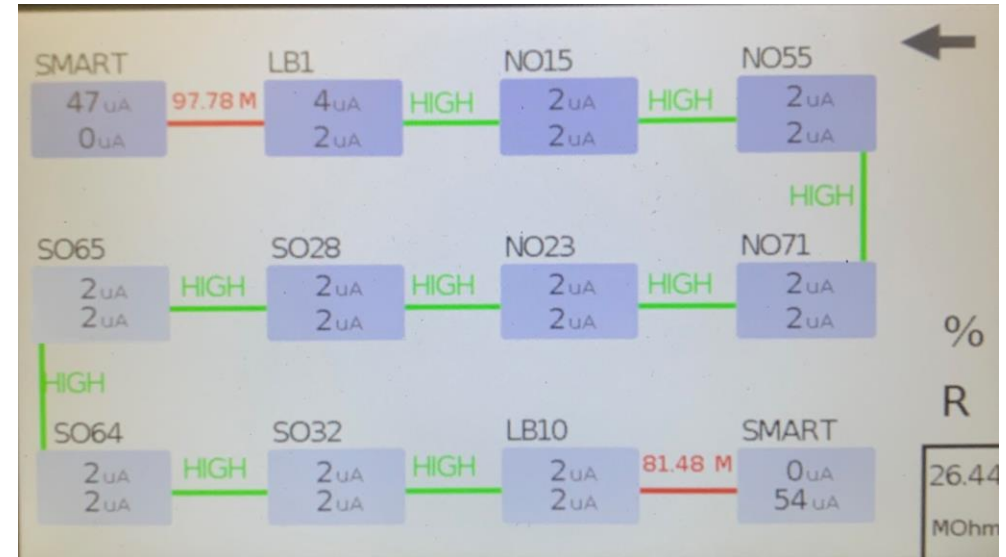 SMART LB1 NO15 NO55
47uA 97.78 M 4uA HIGH 2uA HIGH 2uA
0uA 2uA 2uA 2uA
HIGH
SO65 SO28 NO23 NO71
2uA HIGH 2uA HIGH 2uA HIGH 2uA
2uA 2uA 2uA 2uA
%
HIGH
R
SO64 SO32 LB10 SMART
2uA HIGH 2uA HIGH 2uA 81.48 M 0uA 26.44
2uA 2uA 2uA 54uA
MOhm